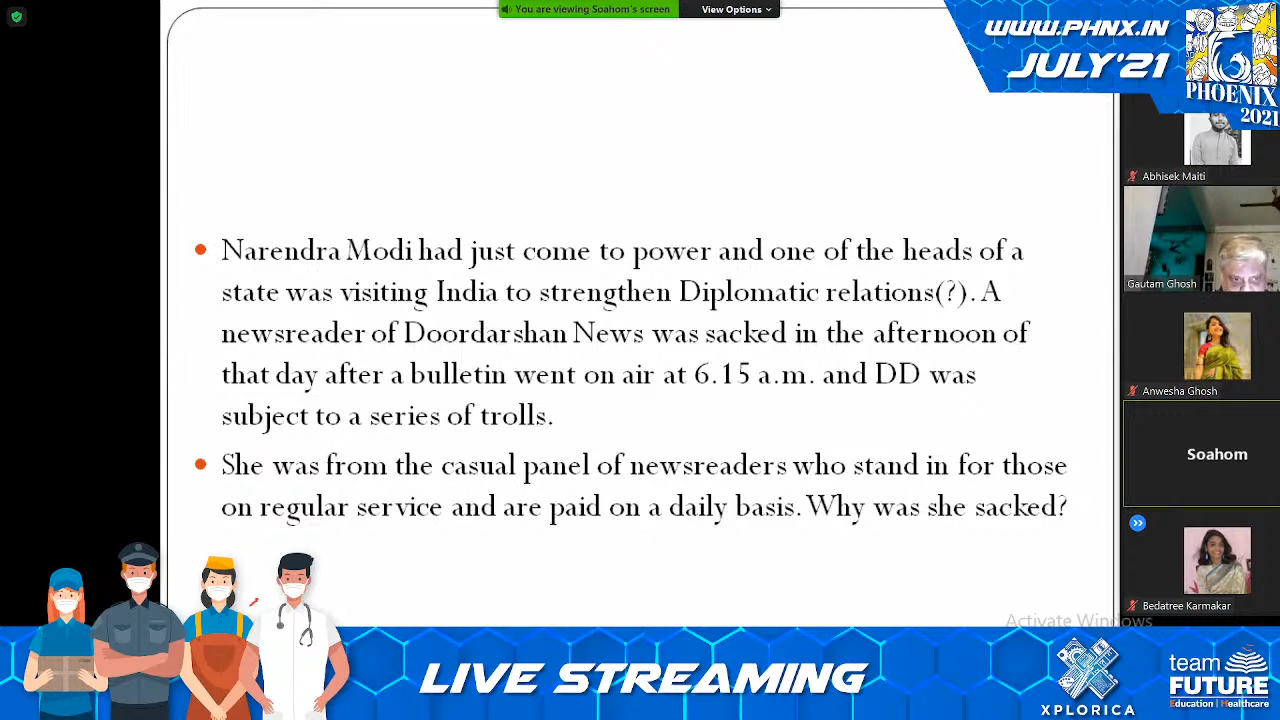 You are viewing Soahom's screen
View Options
WWW.PHNX.IN
JULY'21
PHOENIX
2021
Abhisek Maiti
Gautam Ghosh
Anwesha Ghosh
Soahom
Bedatree Karmakar
Narendra Modi had just come to power and one of the heads of a
state was visiting India to strengthen Diplomatic relations(?). A
newsreader of Doordarshan News was sacked in the afternoon of
that day after a bulletin went on air at 6.15 a.m. and DD was
subject to a series of trolls.
She was from the casual panel of newsreaders who stand in for those
on regular service and are paid on a daily basis. Why was she sacked?
Activate Windows
LIVE STREAMING
XPLORICA
team
FUTURE
Education | Healthcare